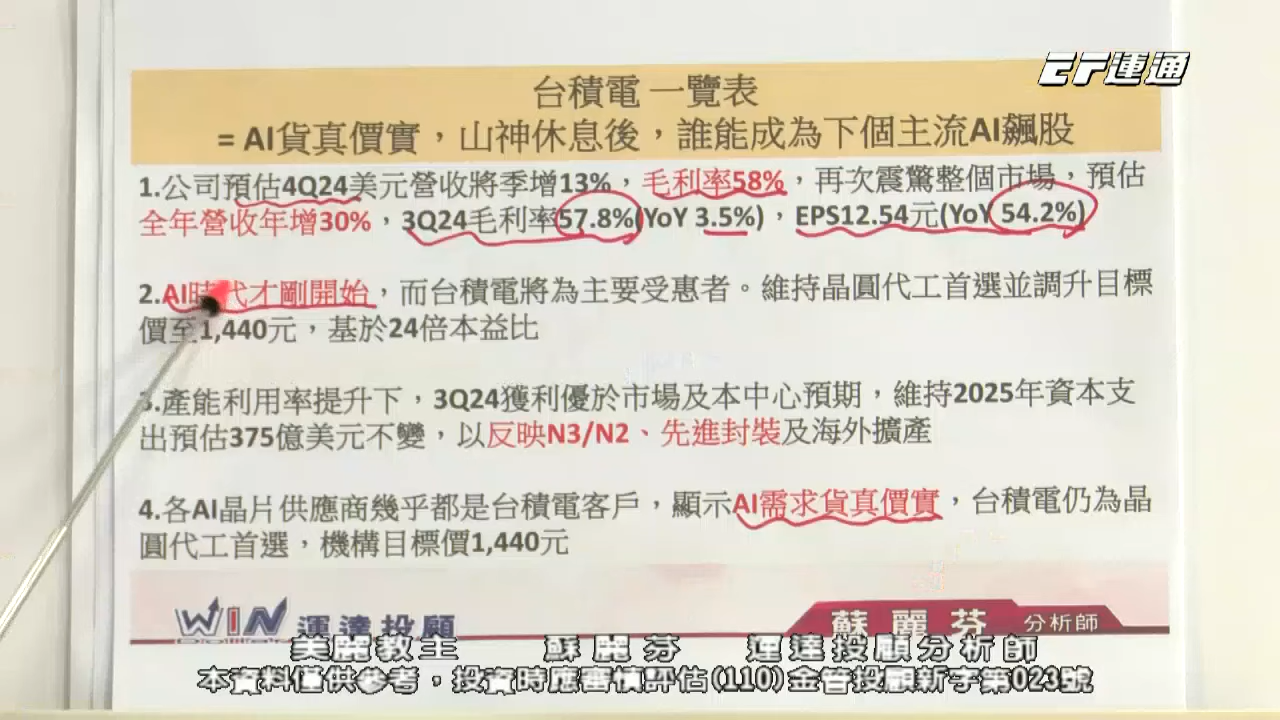 EF運通
台積電 一覽表
= AI貨真價實，山神休息後，誰能成為下個主流AI飆股
1.公司預估4Q24美元營收將季增13%，毛利率58%，再次震驚整個市場，預估
全年營收年增30%，3Q24毛利率57.8%(YoY 3.5%)，EPS12.54元(YoY 54.2%)
2.AI時代才剛開始，而台積電將為主要受惠者。維持晶圓代工首選並調升目標
價至1,440元，基於24倍本益比
3.產能利用率提升下，3Q24獲利優於市場及本中心預期，維持2025年資本支
出預估375億美元不變，以反映N3/N2、先進封裝及海外擴產
4.各AI晶片供應商幾乎都是台積電客戶，顯示AI需求貨真價實，台積電仍為晶
圓代工首選，機構目標價1,440元
WIN 運達投顧 蘇麗芬 分析師
美麗教主 蘇麗芬 運達投顧分析師
本資料僅供參考，投資時應審慎評估(110)金管投顧新字第023號